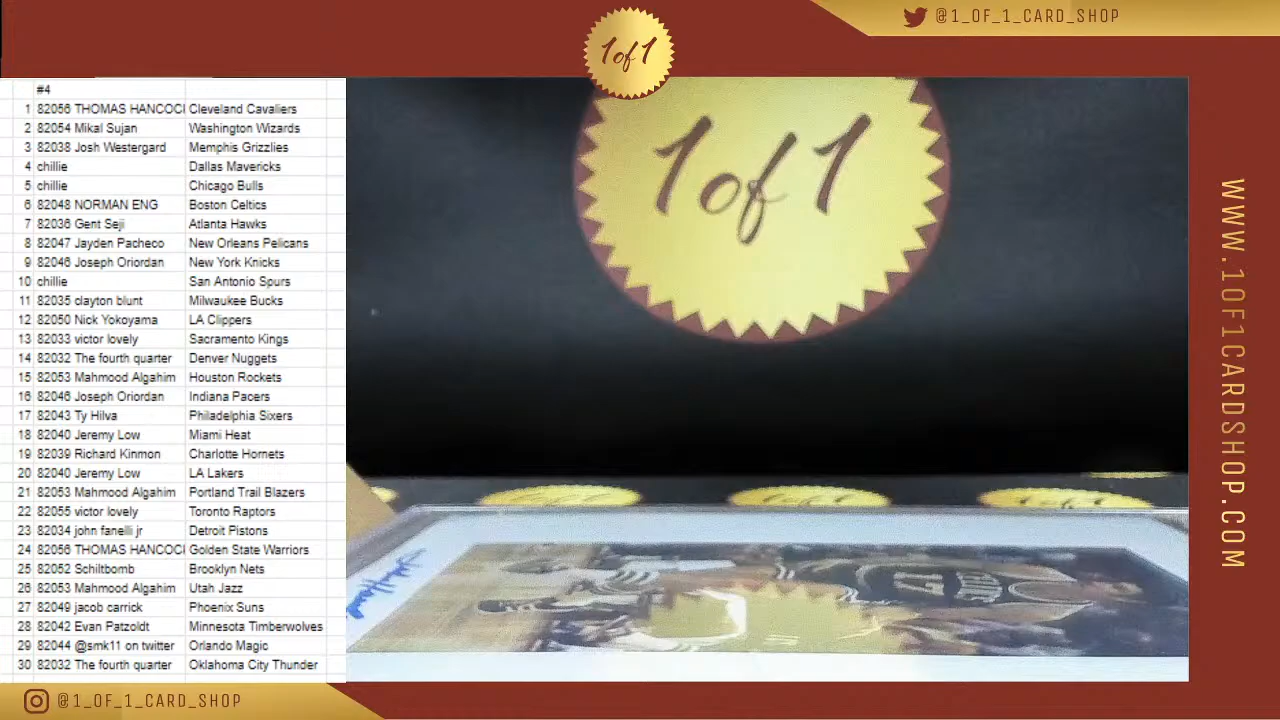 @1_OF_1_CARD_SHOP
1of1
#4
1 82056 THOMAS HANCOCK Cleveland Cavaliers
2 82054 Mikal Sujan Washington Wizards
3 82038 Josh Westergard Memphis Grizzlies
4 chillie Dallas Mavericks
5 chillie Chicago Bulls
6 82048 NORMAN ENG Boston Celtics
7 82036 Gent Seji Atlanta Hawks
8 82047 Jayden Pacheco New Orleans Pelicans
9 82046 Joseph Oriordan New York Knicks
10 chillie San Antonio Spurs
11 82035 clayton blunt Milwaukee Bucks
12 82050 Nick Yokoyama LA Clippers
13 82033 victor lovely Sacramento Kings
14 82032 The fourth quarter Denver Nuggets
15 82053 Mahmood Algahim Houston Rockets
16 82046 Joseph Oriordan Indiana Pacers
17 82043 Ty Hilva Philadelphia Sixers
18 82040 Jeremy Low Miami Heat
19 82039 Richard Kinmon Charlotte Hornets
20 82040 Jeremy Low LA Lakers
21 82053 Mahmood Algahim Portland Trail Blazers
22 82055 victor lovely Toronto Raptors
23 82034 john fanelli jr Detroit Pistons
24 82056 THOMAS HANCOCK Golden State Warriors
25 82052 Schiltbomb Brooklyn Nets
26 82053 Mahmood Algahim Utah Jazz
27 82049 jacob carrick Phoenix Suns
28 82042 Evan Patzoldt Minnesota Timberwolves
29 82044 @smk11 on twitter Orlando Magic
30 82032 The fourth quarter Oklahoma City Thunder
1of1
WWW.1OF1CARDSHOP.COM
@1_OF_1_CARD_SHOP